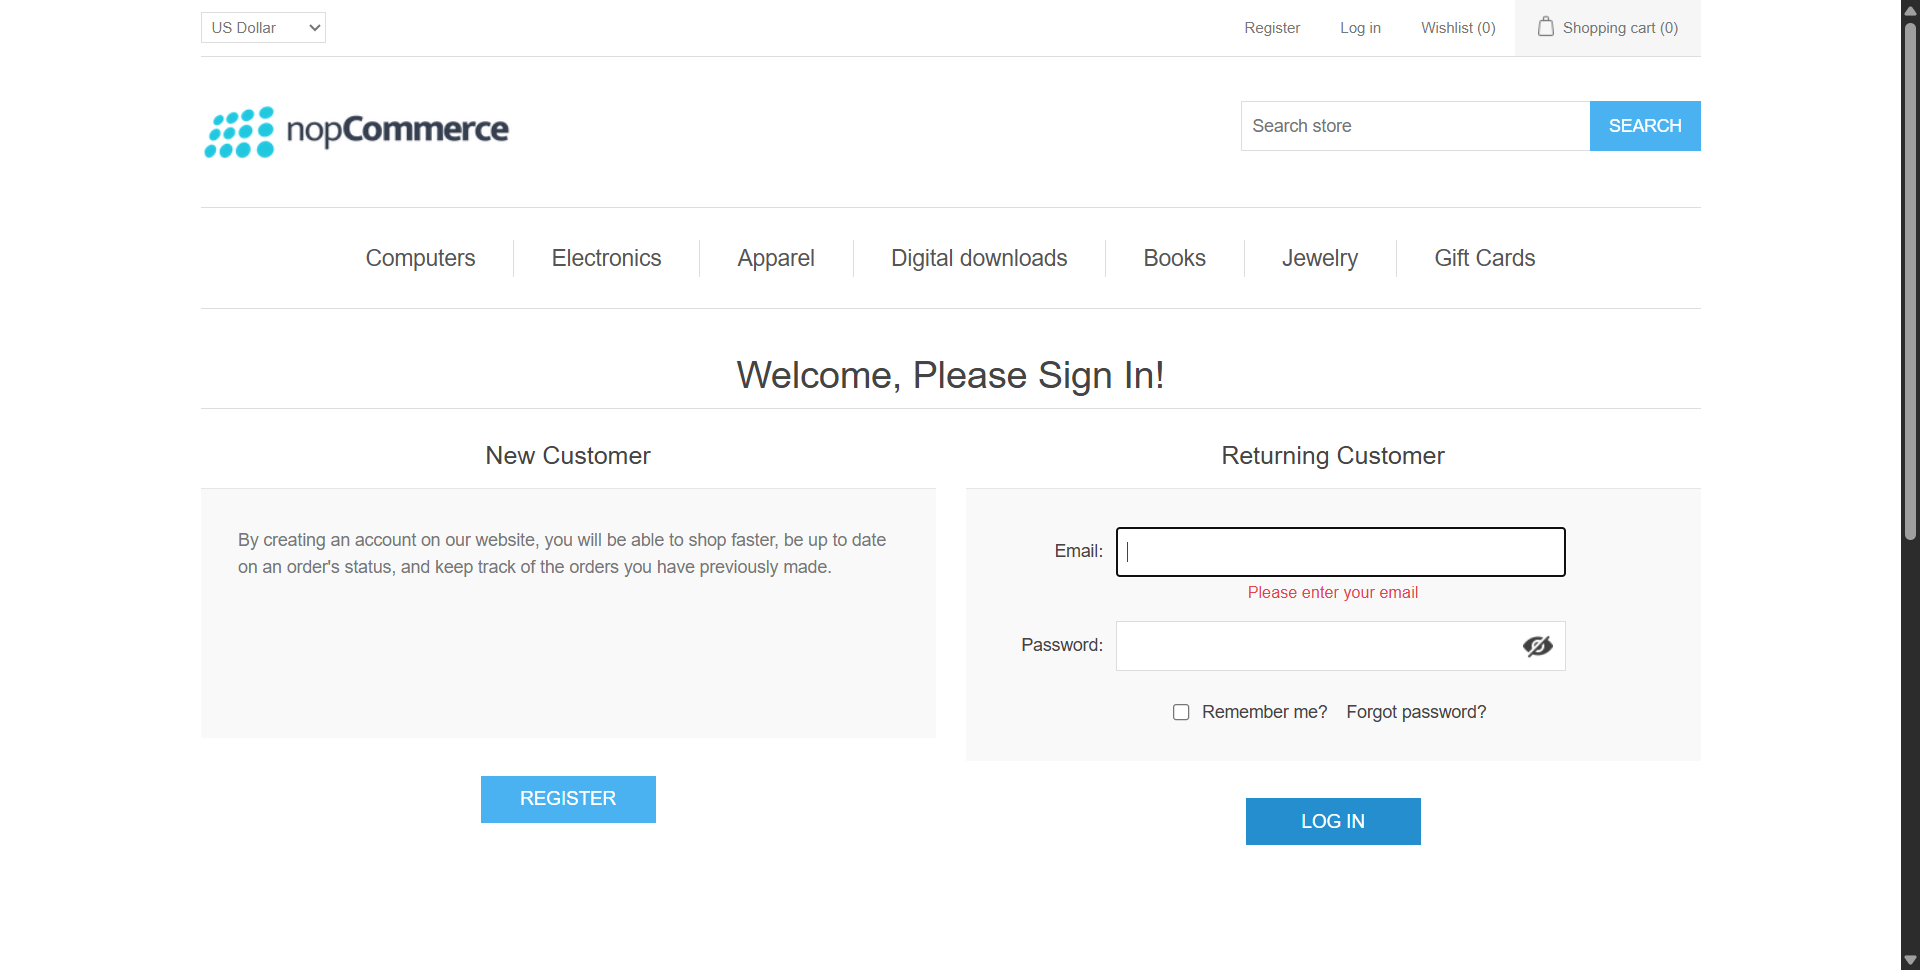 US Dollar
Register
Log in
Wishlist (0)
Shopping cart (0)
nopCommerce
Search store
SEARCH
Computers
Electronics
Apparel
Digital downloads
Books
Jewelry
Gift Cards
Welcome, Please Sign In!
New Customer
By creating an account on our website, you will be able to shop faster, be up to date
on an order's status, and keep track of the orders you have previously made.
REGISTER
Returning Customer
Email:
Please enter your email
Password:
Remember me?
Forgot password?
LOG IN